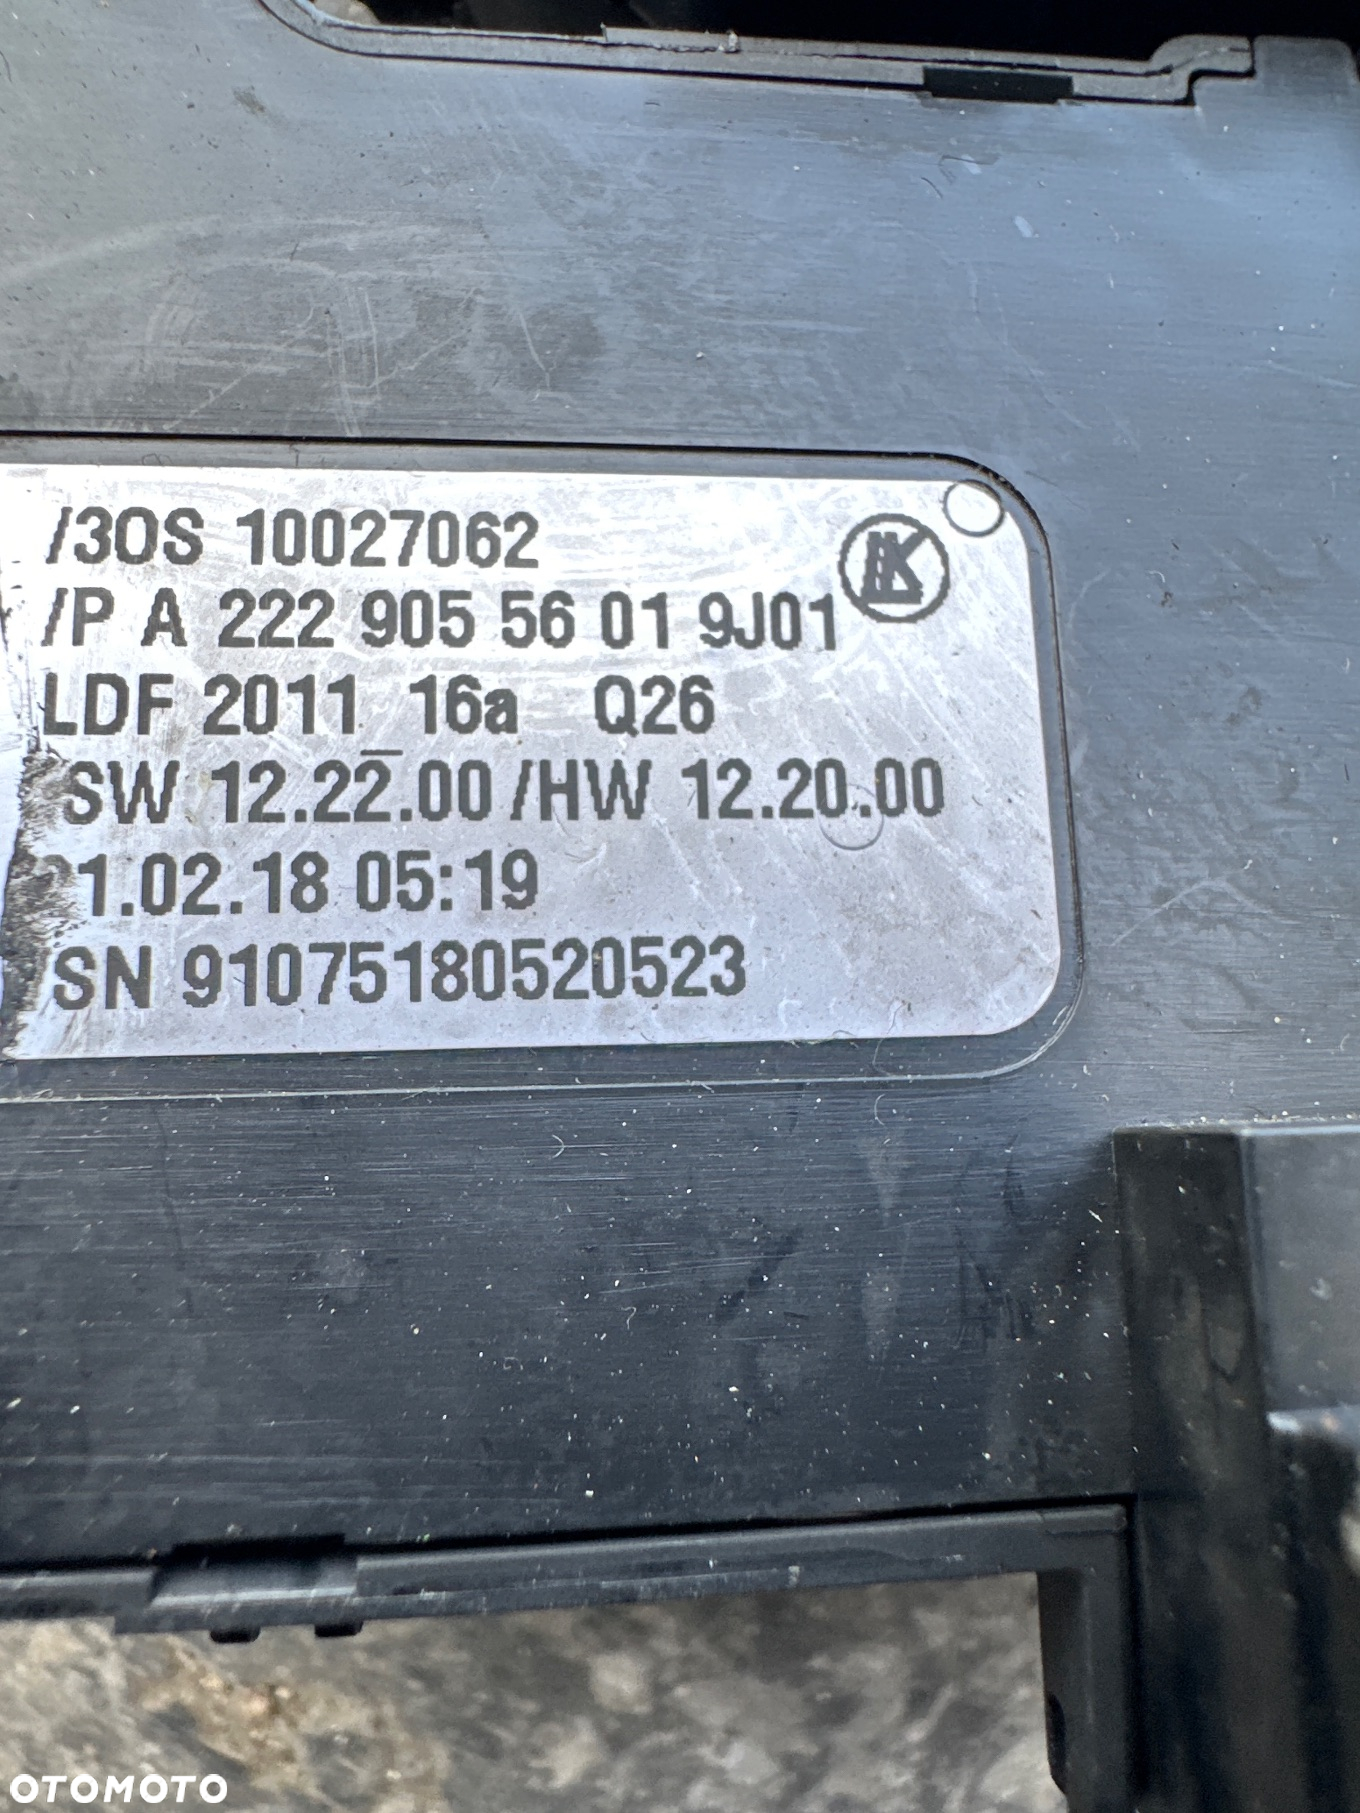 /3OS 10027062
/P A 222 905 56 01 9J01
LDF 2011 16a Q26
SW 12.22.00 /HW 12.20.00
1.02.18 05:19
SN 91075180520523
OTOMOTO